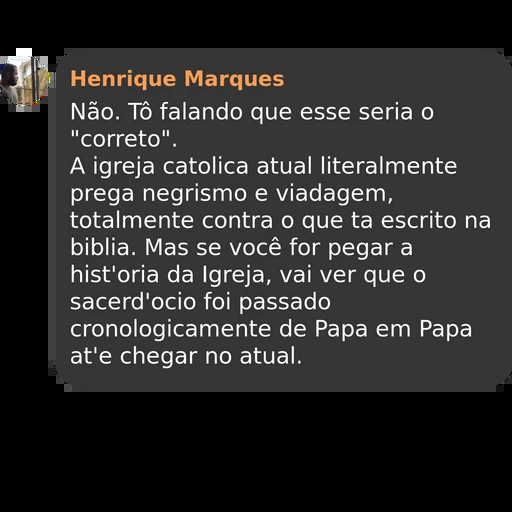 Henrique Marques
Não. Tô falando que esse seria o
"correto".
A igreja catolica atual literalmente
prega negrismo e viadagem,
totalmente contra o que ta escrito na
biblia. Mas se você for pegar a
hist'oria da Igreja, vai ver que o
sacerd'ocio foi passado
cronologicamente de Papa em Papa
at'e chegar no atual.